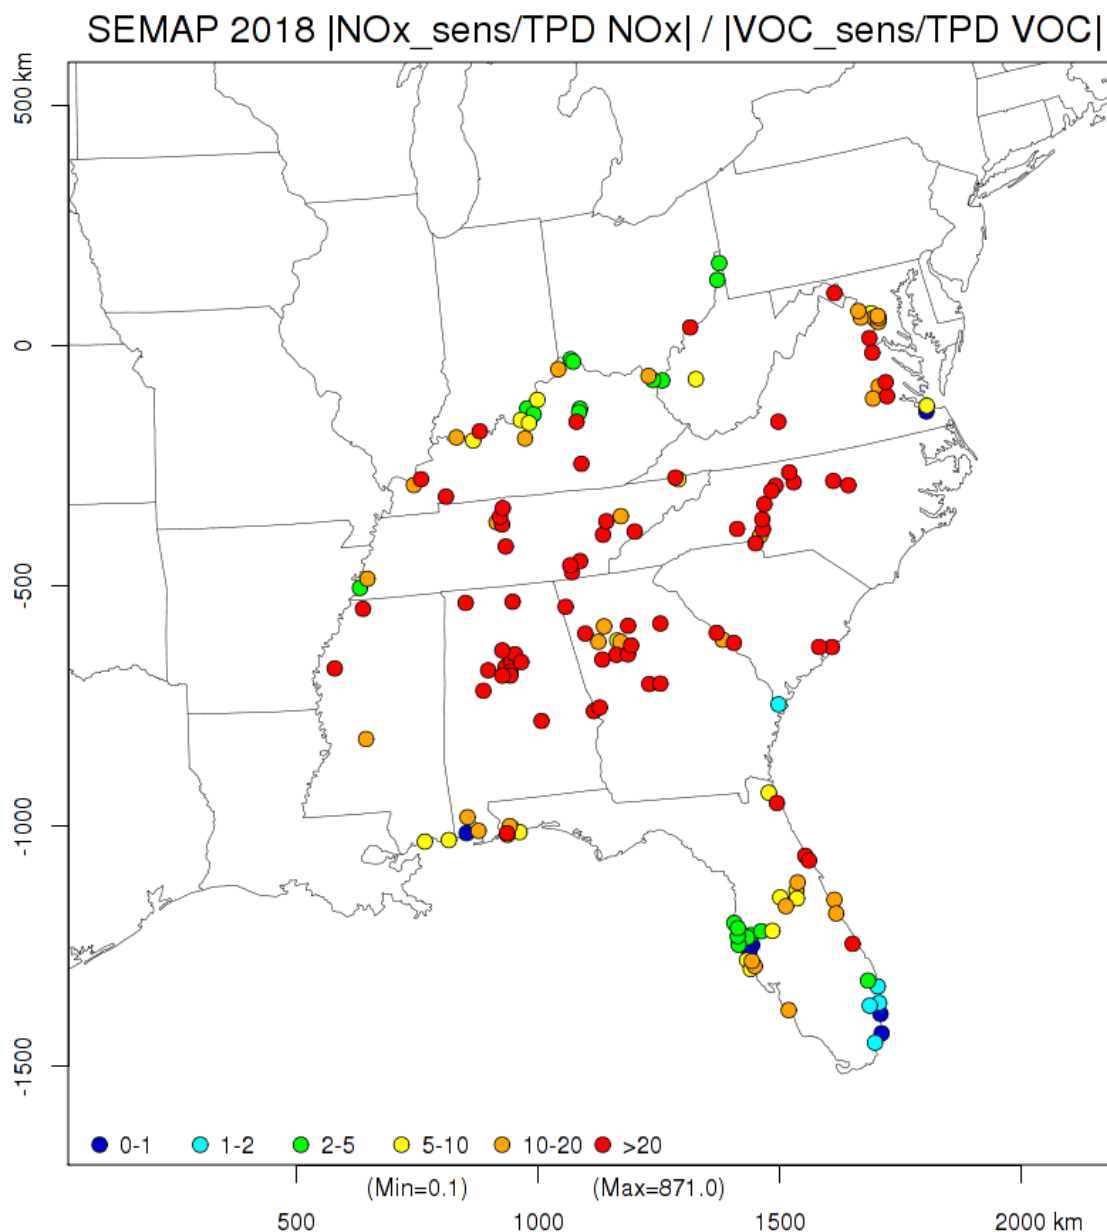 SEMAP 2018 |NOx_sens/TPD NOx| / |VOC_sens/TPD VOC|
500 km
0
-500
-1000
-1500
0-1 1-2 2-5 5-10 10-20 >20
(Min=0.1) (Max=871.0)
500 1000 1500 2000 km